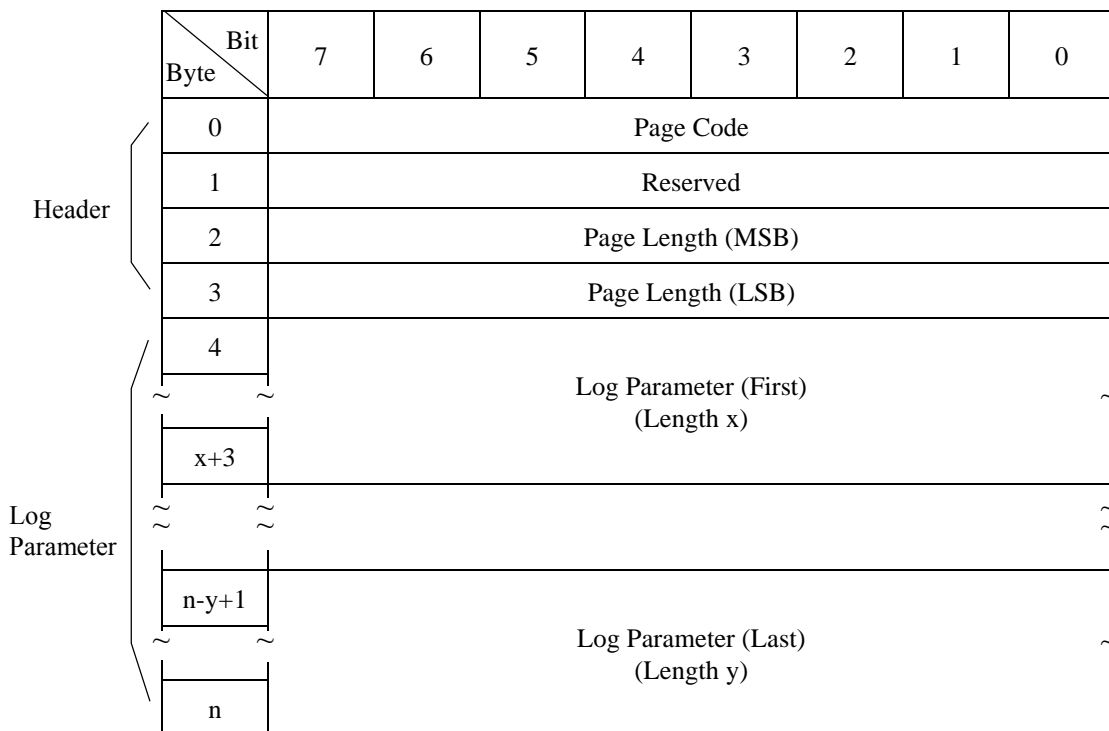 Bit
Byte
7 6 5 4 3 2 1 0
0 Page Code
1 Reserved
Header
2 Page Length (MSB)
3 Page Length (LSB)
4
Log Parameter (First)
~ ~ ~
(Length x)
x+3
Log
Parameter
~ ~ ~
~ ~ ~
n-y+1
Log Parameter (Last)
~ ~ ~
(Length y)
n